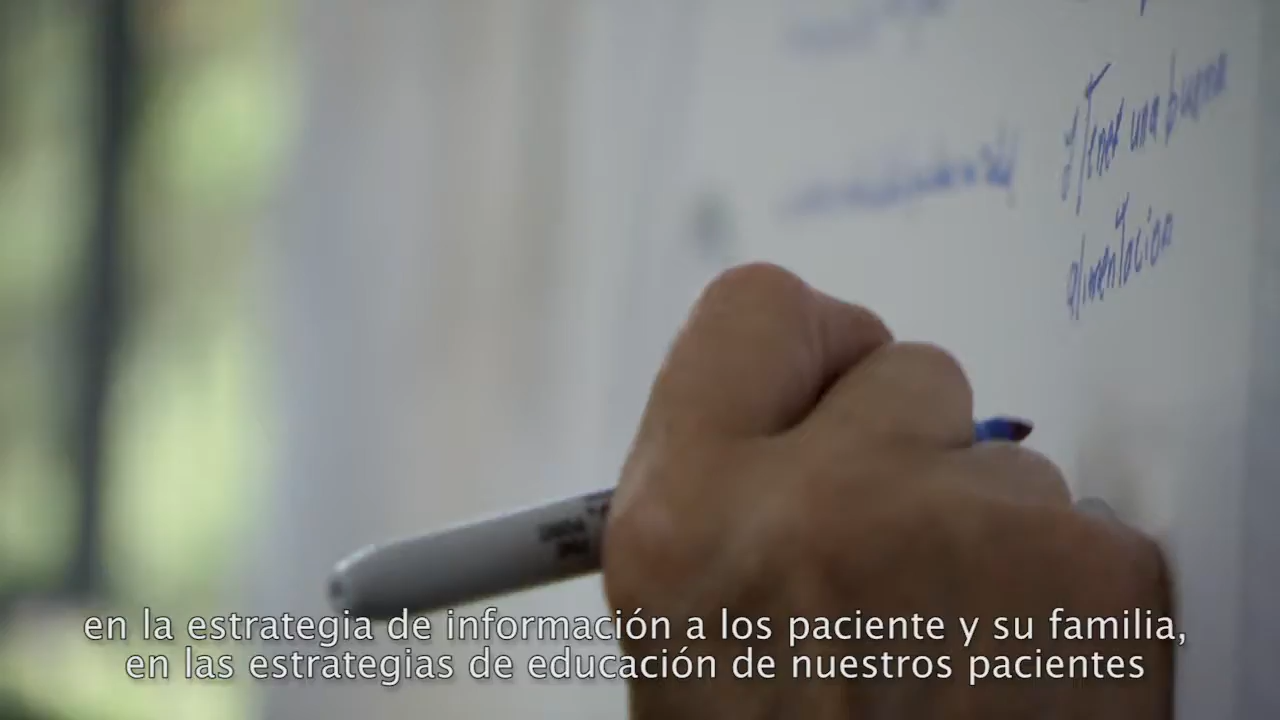 Tener una buena
alimentacion
en la estrategia de información a los paciente y su familia,
en las estrategias de educación de nuestros pacientes